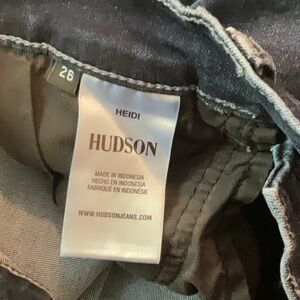 26
HEIDI
HUDSON
MADE IN INDONESIA
HECHO EN INDONESIA
FABRIQUÉ EN INDONÉSIE
WWW.HUDSONJEANS.COM